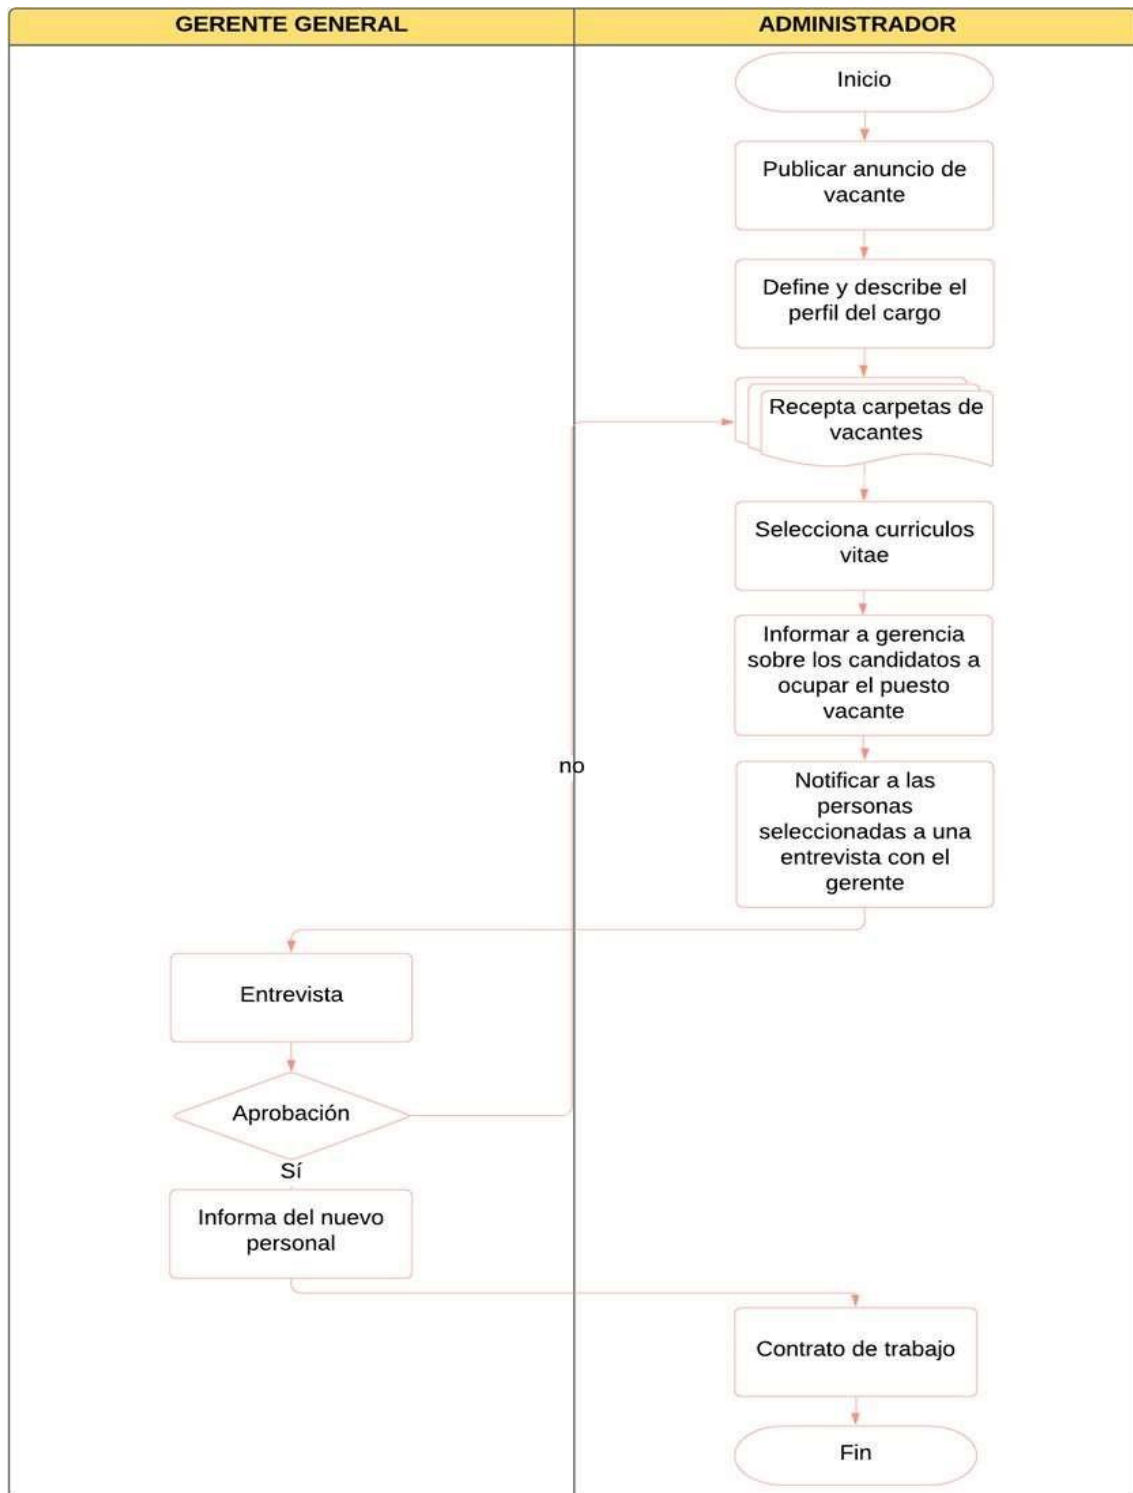 GERENTE GENERAL
ADMINISTRADOR
Inicio
Publicar anuncio de
vacante
Define y describe el
perfil del cargo
Recepta carpetas de
vacantes
Selecciona curriculos
vitae
Informar a gerencia
sobre los candidatos a
ocupar el puesto
vacante
no
Notificar a las
personas
seleccionadas a una
entrevista con el
gerente
Entrevista
Aprobación
Sí
Informa del nuevo
personal
Contrato de trabajo
Fin